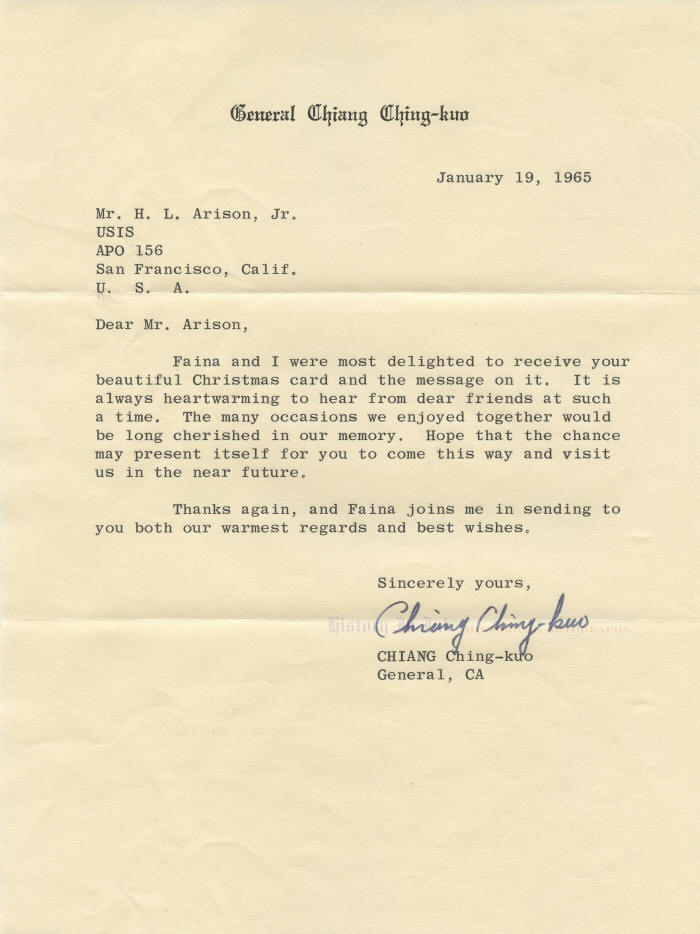 General Chiang Ching-kuo
January 19, 1965
Mr. H. L. Arison, Jr.
USIS
APO 156
San Francisco, Calif.
U. S. A.
Dear Mr. Arison,
Faina and I were most delighted to receive your
beautiful Christmas card and the message on it. It is
always heartwarming to hear from dear friends at such
a time. The many occasions we enjoyed together would
be long cherished in our memory. Hope that the chance
may present itself for you to come this way and visit
us in the near future.
Thanks again, and Faina joins me in sending to
you both our warmest regards and best wishes.
Sincerely yours,
Chiang Ching-kuo
History
CHIANG Ching-kuo
General, CA